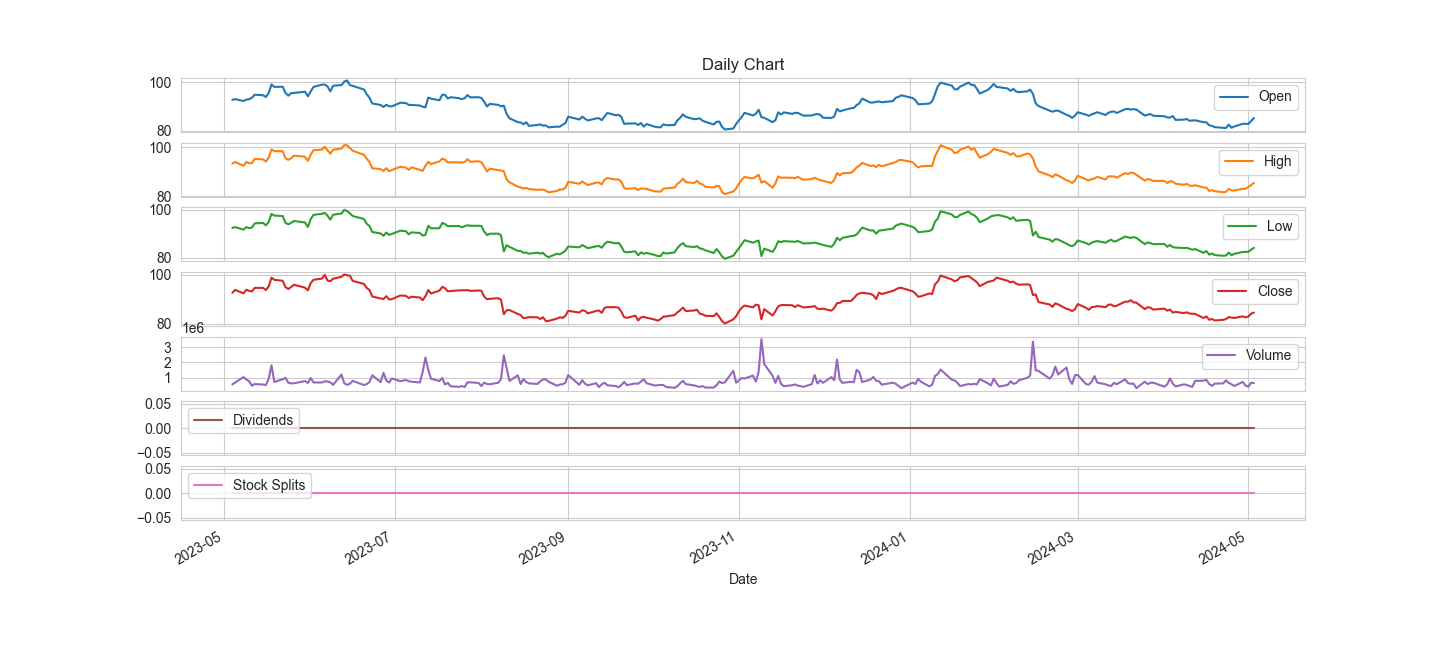 Daily Chart
100
80
Open
100
80
High
100
80
Low
100
80
Close
1e6
3
2
1
Volume
0.05
0.00
−0.05
Dividends
0.05
0.00
−0.05
Stock Splits
2023-05
2023-07
2023-09
2023-11
2024-01
2024-03
2024-05
Date